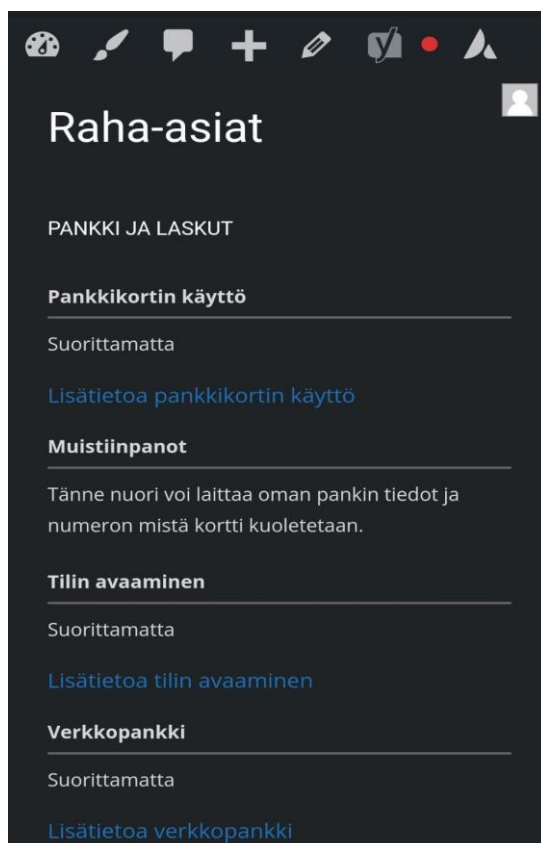 Raha-asiat
PANKKI JA LASKUT
Pankkikortin käyttö
Suorittamatta
Lisätietoa pankkikortin käyttö
Muistiinpanot
Tänne nuori voi laittaa oman pankin tiedot ja
numeron mistä kortti kuoletetaan.
Tilin avaaminen
Suorittamatta
Lisätietoa tilin avaaminen
Verkkopankki
Suorittamatta
Lisätietoa verkkopankki